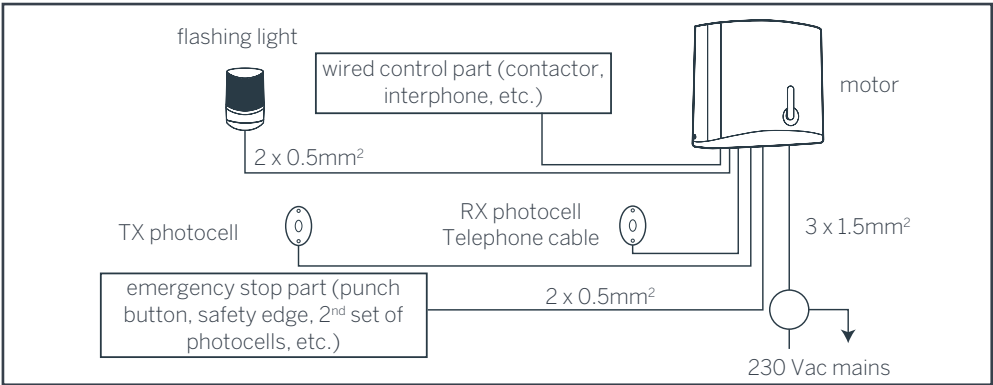 flashing light
wired control part (contactor,
interphone, etc.)
motor
2 x 0.5mm²
TX photocell
RX photocell
Telephone cable
3 x 1.5mm²
emergency stop part (punch
button, safety edge, 2ⁿᵈ set of
photocells, etc.)
2 x 0.5mm²
230 Vac mains